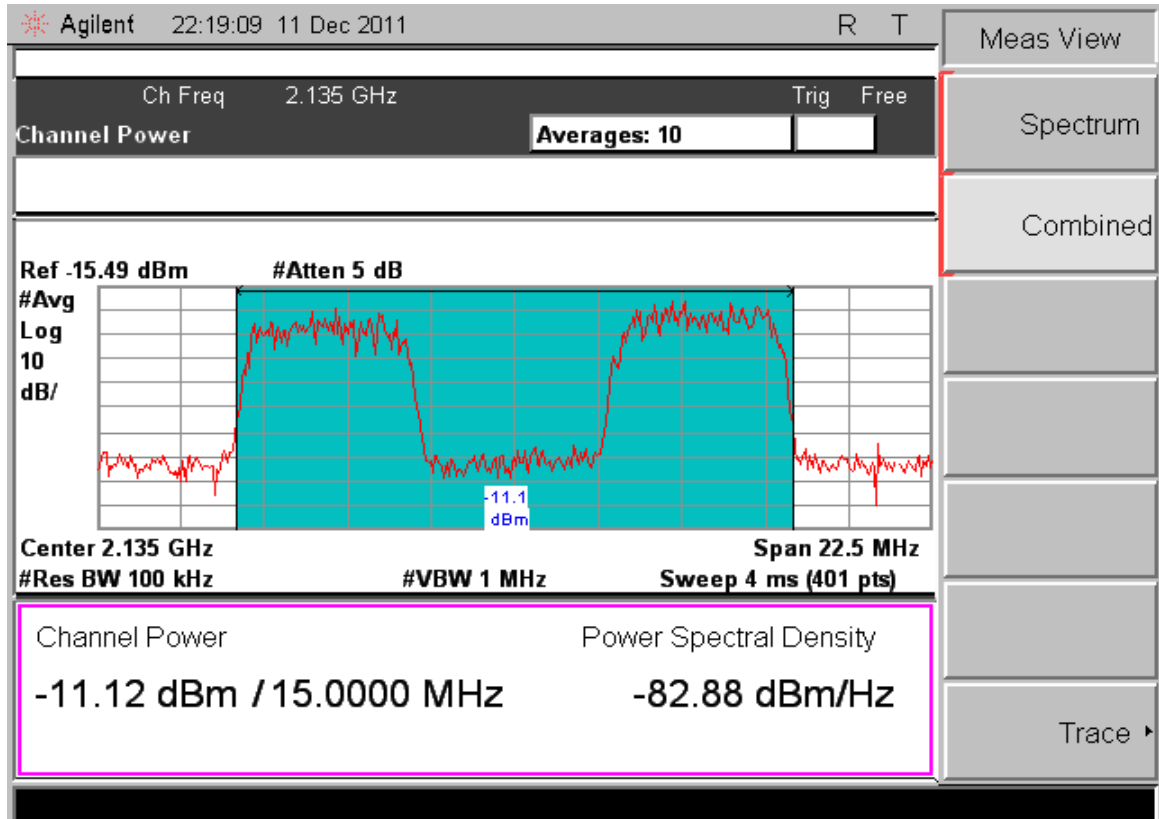 Agilent 22:19:09 11 Dec 2011 R T
Meas View
Ch Freq 2.135 GHz Trig Free
Channel Power Averages: 10
Spectrum
Combined
Ref -15.49 dBm #Atten 5 dB
#Avg
Log
10
dB/
-11.1
dBm
Center 2.135 GHz Span 22.5 MHz
#Res BW 100 kHz #VBW 1 MHz Sweep 4 ms (401 pts)
Channel Power Power Spectral Density
-11.12 dBm / 15.0000 MHz -82.88 dBm/Hz
Trace